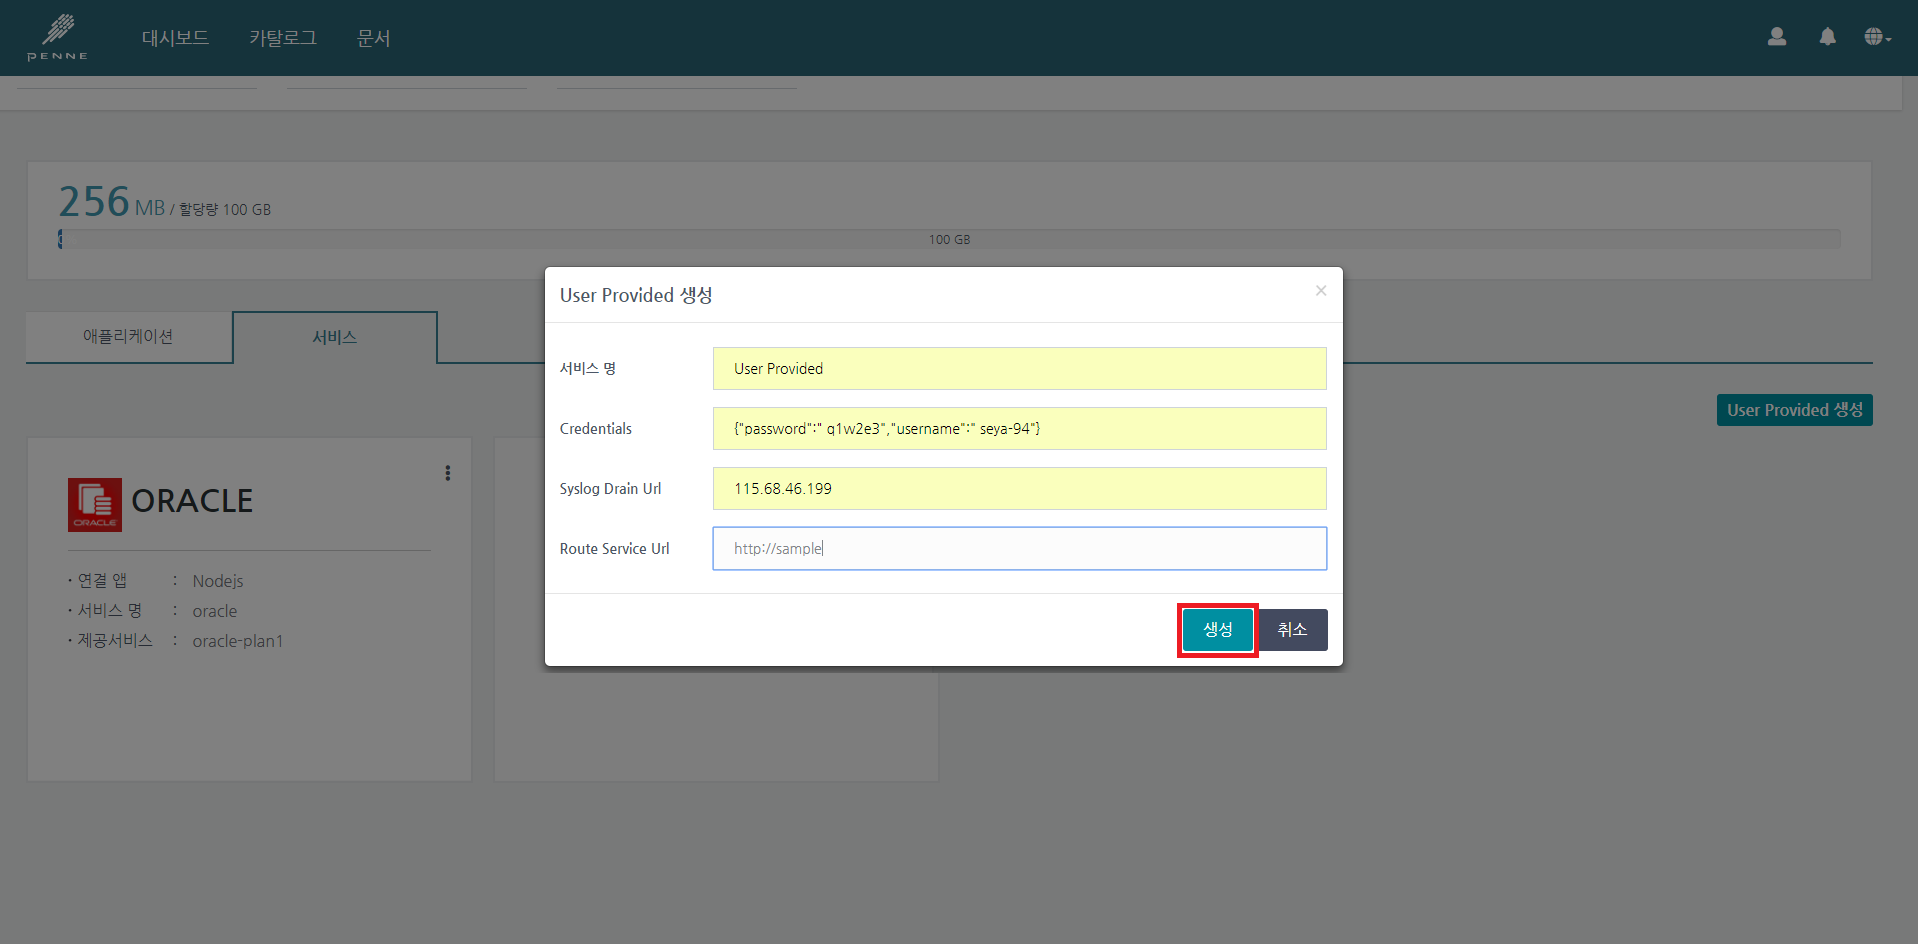 PENNE
대시보드
카탈로그
문서
256 MB / 할당량 100 GB
100 GB
애플리케이션
서비스
User Provided 생성
ORACLE
ORACLE
· 연결 앱 : Nodejs
· 서비스 명 : oracle
· 제공서비스 : oracle-plan1
User Provided 생성
×
서비스 명
User Provided
Credentials
{"password":" q1w2e3","username":" seya-94"}
Syslog Drain Url
115.68.46.199
Route Service Url
http://sample
생성
취소